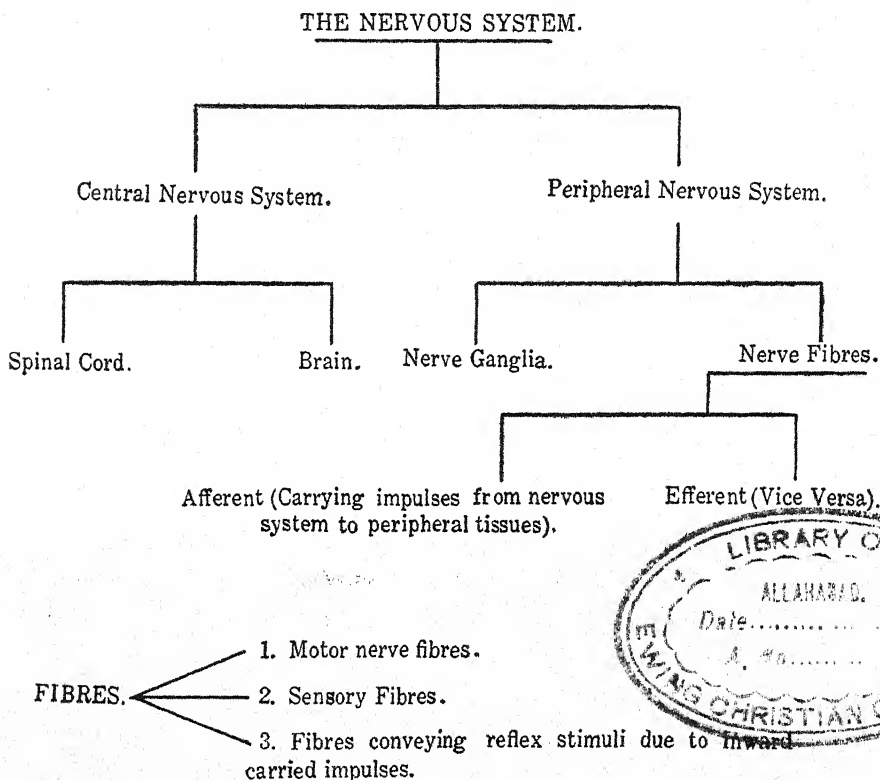 THE NERVOUS SYSTEM.
Central Nervous System.
Peripheral Nervous System.
Spinal Cord.
Brain.
Nerve Ganglia.
Nerve Fibres.
Afferent (Carrying impulses from nervous
system to peripheral tissues).
Efferent (Vice Versa).
LIBRARY O
ALLAHABAD.
Date.........
A. No.......
EWING CHRISTIAN C
FIBRES.
1. Motor nerve fibres.
2. Sensory Fibres.
3. Fibres conveying reflex stimuli due to inward
carried impulses.